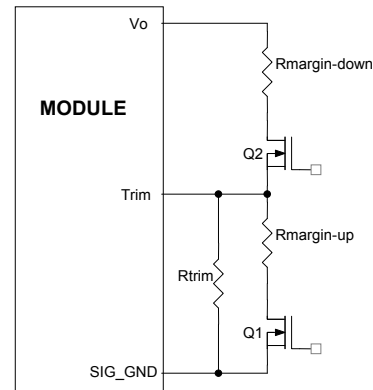 Vo
Rmargin-down
MODULE
Q2
Trim
Rmargin-up
Rtrim
Q1
SIG_GND